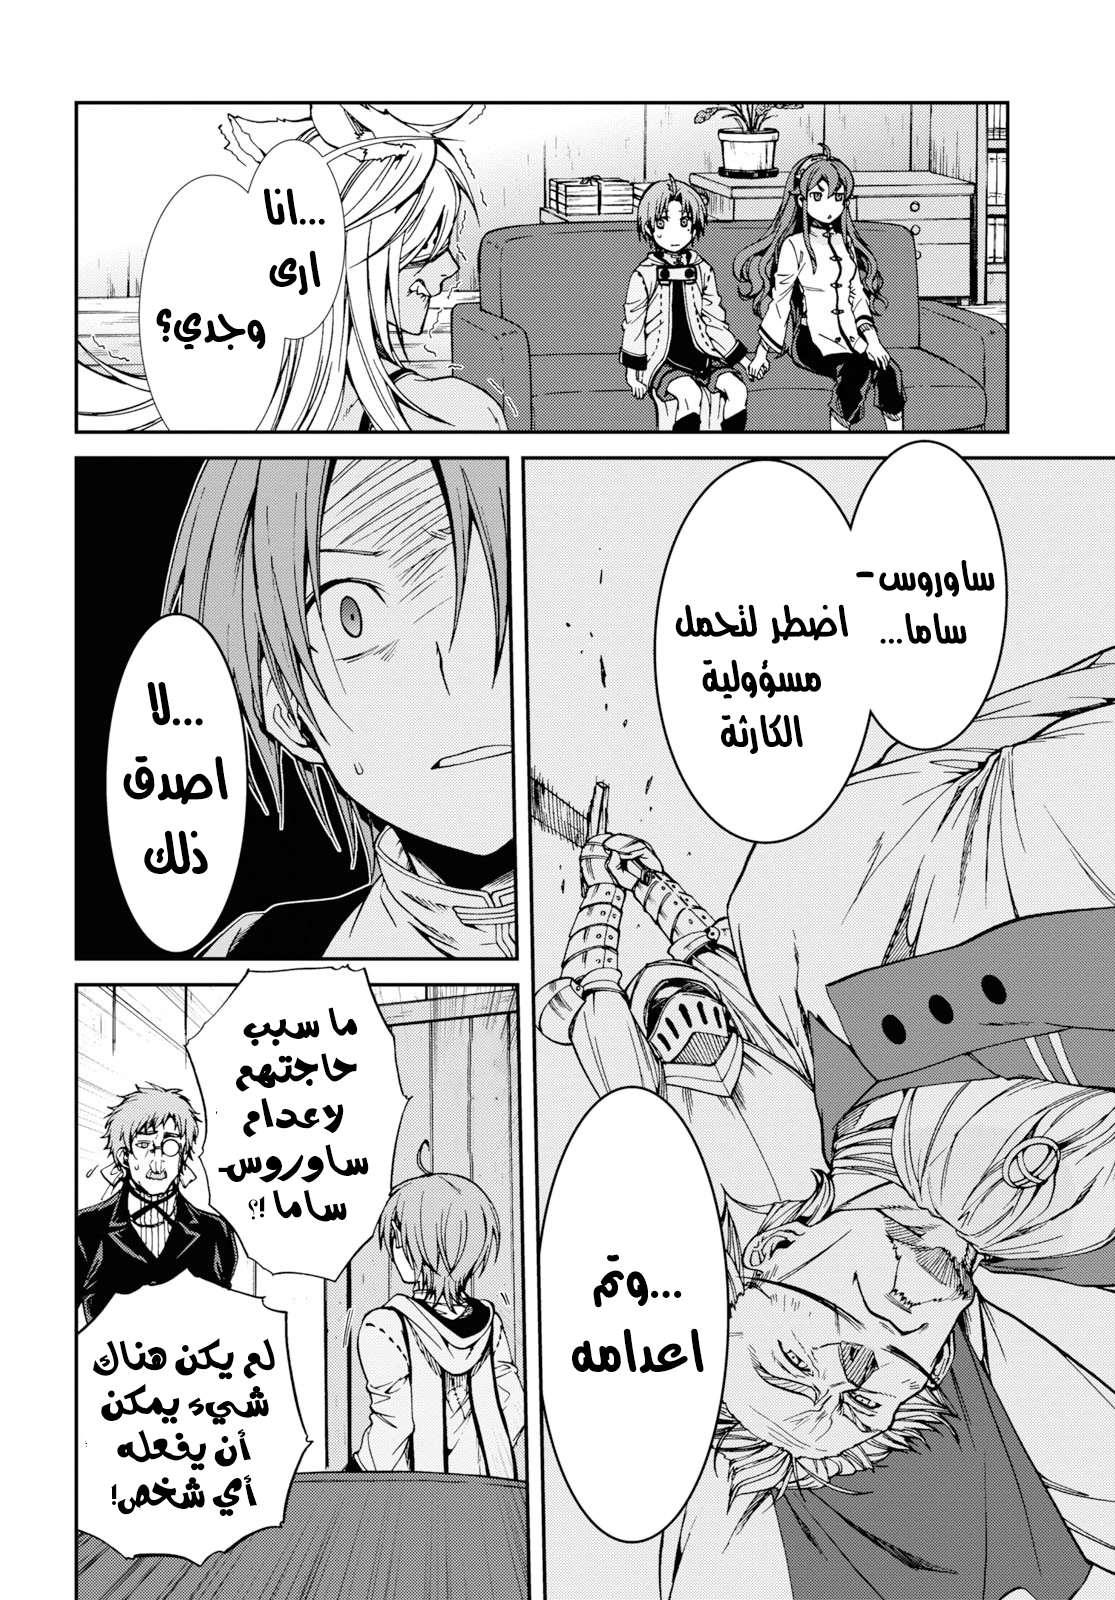 ...انا
ارى
وجدي؟
ساوروس-
ساما...
اضطر لتحمل
مسؤولية
الكارثة
...وتم
اعدامه
...لا
اصدق
ذلك
ما سبب
حاجتهم
لاعدام
ساوروس-
ساما !؟
لم يكن هناك
شيء يمكن
أن يفعله
أي شخص!